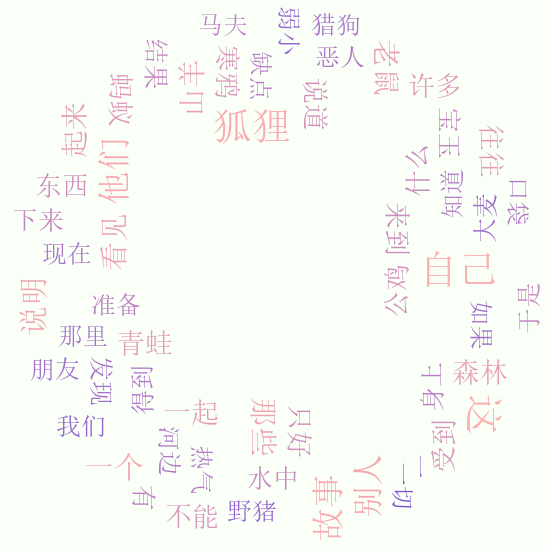 马夫
弱小
猎狗
恶人
结果
寒鸦
缺点
老鼠
山羊
说道
许多
蚂蚁
狐狸
起来
宝玉
往往
他们
什么
东西
知道
口袋
下来
看见
来到
大麦
现在
自己
公鸡
说明
准备
于是
如果
那里
青蛙
朋友
发现
彼得
身上
森林
我们
一起
那些
只好
这
河边
受到
一个
热气
水中
别人
一切
有
不能
野猪
故事